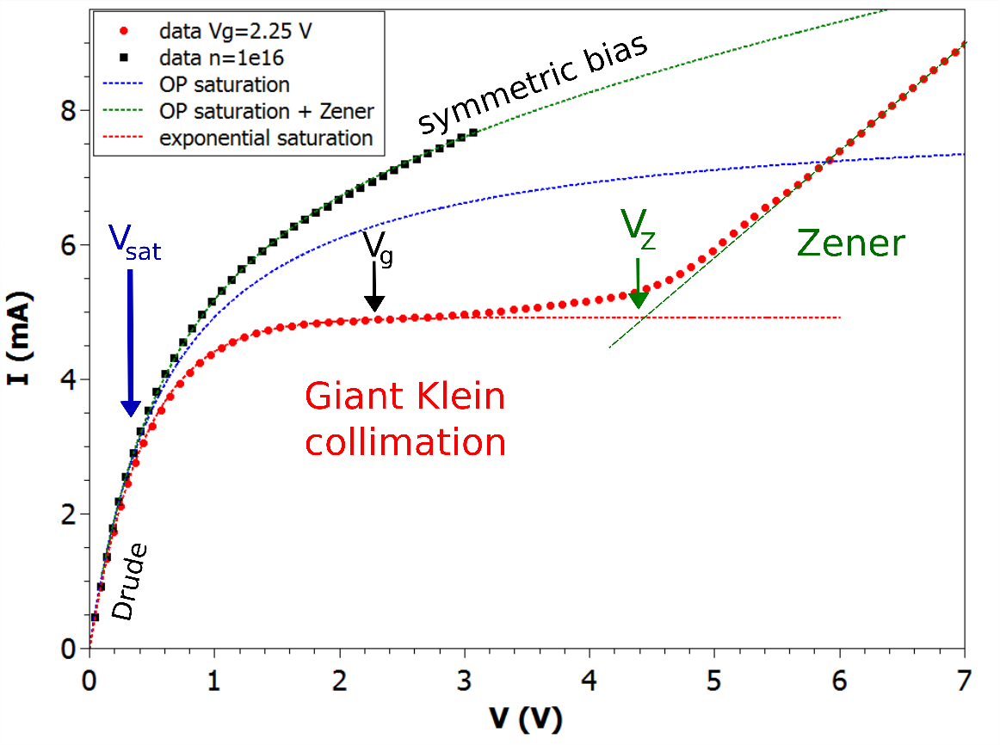 data Vg=2.25 V
data n=1e16
OP saturation
OP saturation + Zener
exponential saturation
symmetric bias
8
6
4
2
0
I (mA)
Vsat
Vg
VZ
Zener
Giant Klein
collimation
Drude
0 1 2 3 4 5 6 7
V (V)